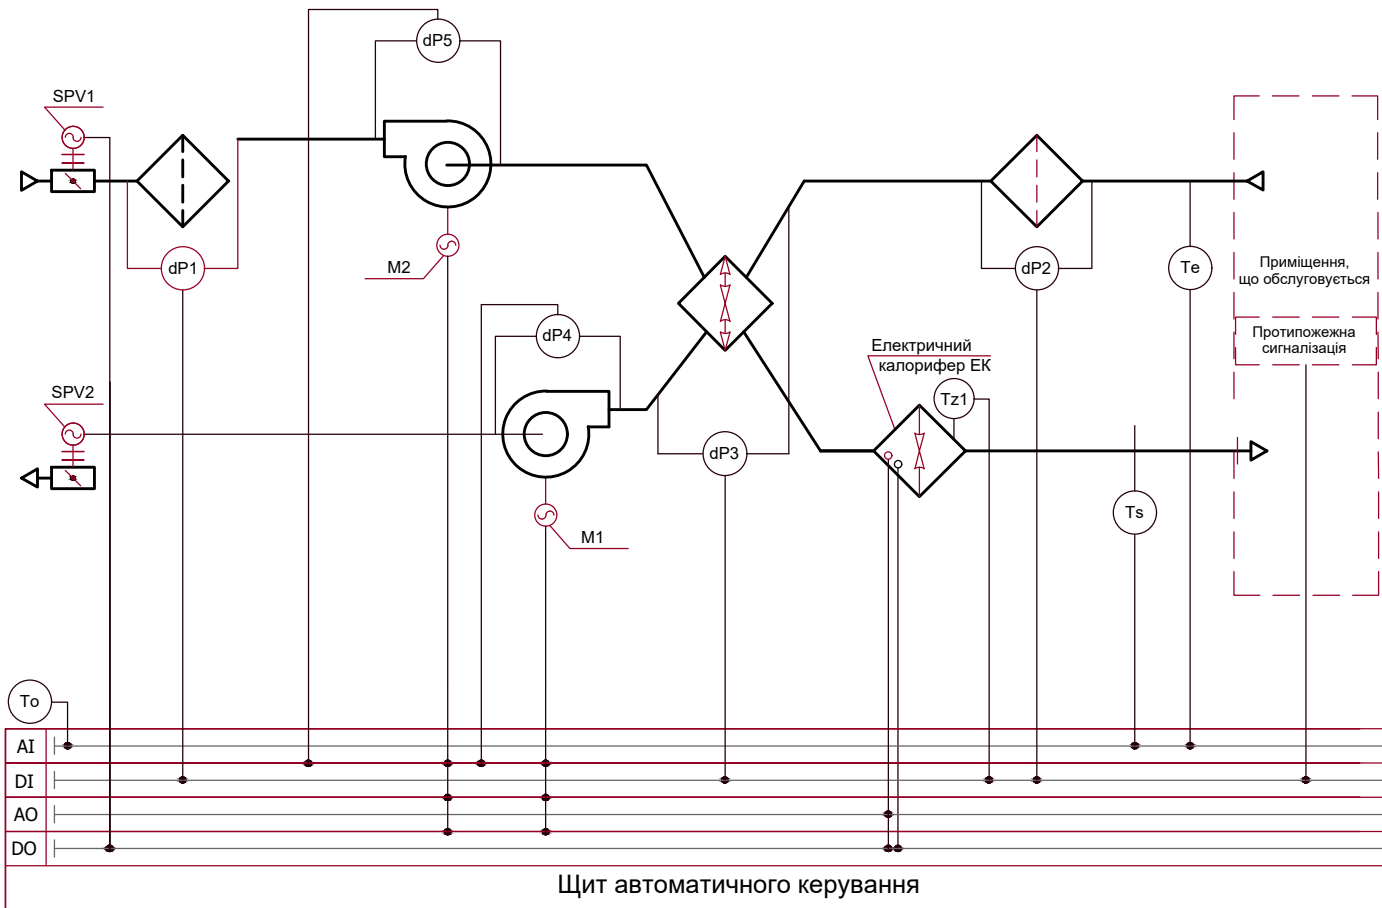 dP5
SPV1
dP1
M2
dP2
Te
Приміщення,
що обслуговується
Протипожежна
сигналізація
dP4
Електричний
калорифер ЕК
SPV2
Tz1
dP3
M1
Ts
To
AI
DI
AO
DO
Щит автоматичного керування